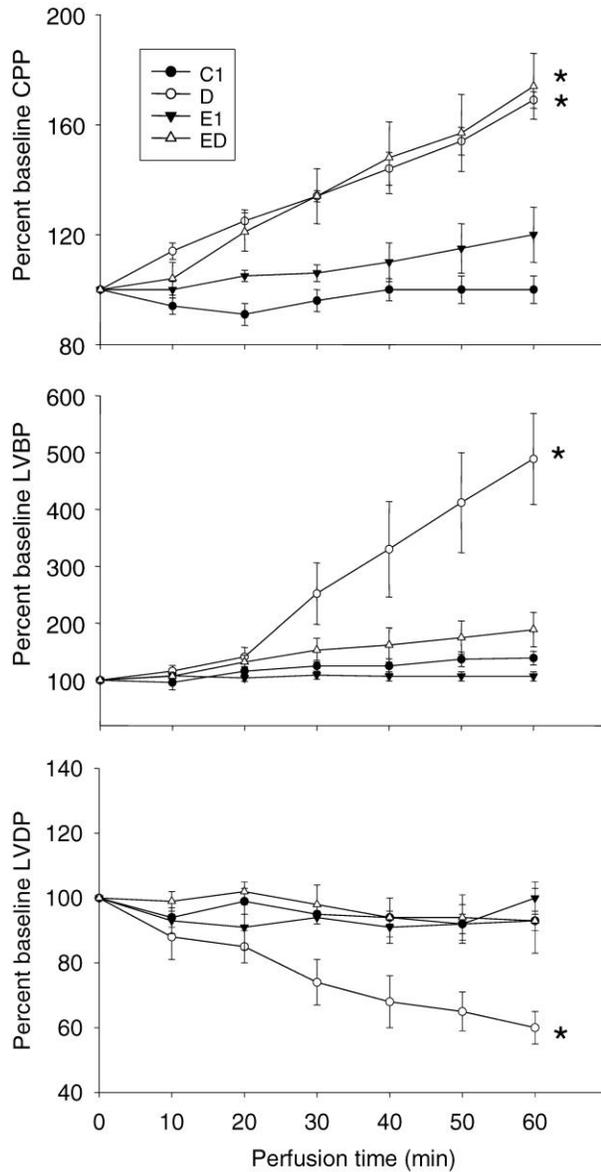 200
160
120
80
Percent baseline CPP
C1
D
E1
ED
*
*
600
500
400
300
200
100
Percent baseline LVBP
*
140
120
100
80
60
40
Percent baseline LVDP
*
0 10 20 30 40 50 60
Perfusion time (min)